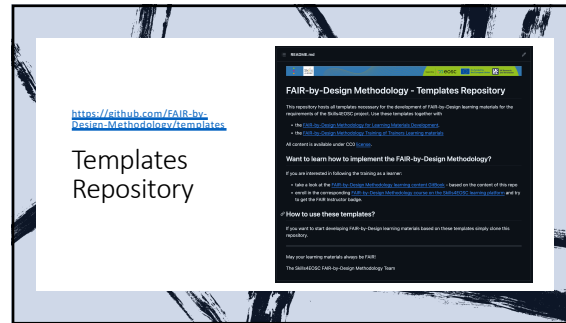 https://github.com/FAIR-by-
Design-Methodology/templates
Templates
Repository
README.md
eosc
FAIR-by-Design Methodology - Templates Repository
This repository hosts all templates necessary for the development of FAIR-by-Design learning materials for the
requirements of the Skills4EOSC project. Use these templates together with
• the FAIR-by-Design Methodology for Learning Materials Development.
• the FAIR-by-Design Methodology Training of Trainers Learning materials
All content is available under CC0 license.
Want to learn how to implement the FAIR-by-Design Methodology?
If you are interested in following the training as a learner:
• take a look at the FAIR-by-Design Methodology learning content GitBook - based on the content of this repo
• enroll in the corresponding FAIR-by-Design Methodology course on the Skills4EOSC learning platform and try
to get the FAIR Instructor badge.
How to use these templates?
If you want to start developing FAIR-by-Design learning materials based on these templates simply clone this
repository.
May your learning materials always be FAIR!
The Skills4EOSC FAIR-by-Design Methodology Team